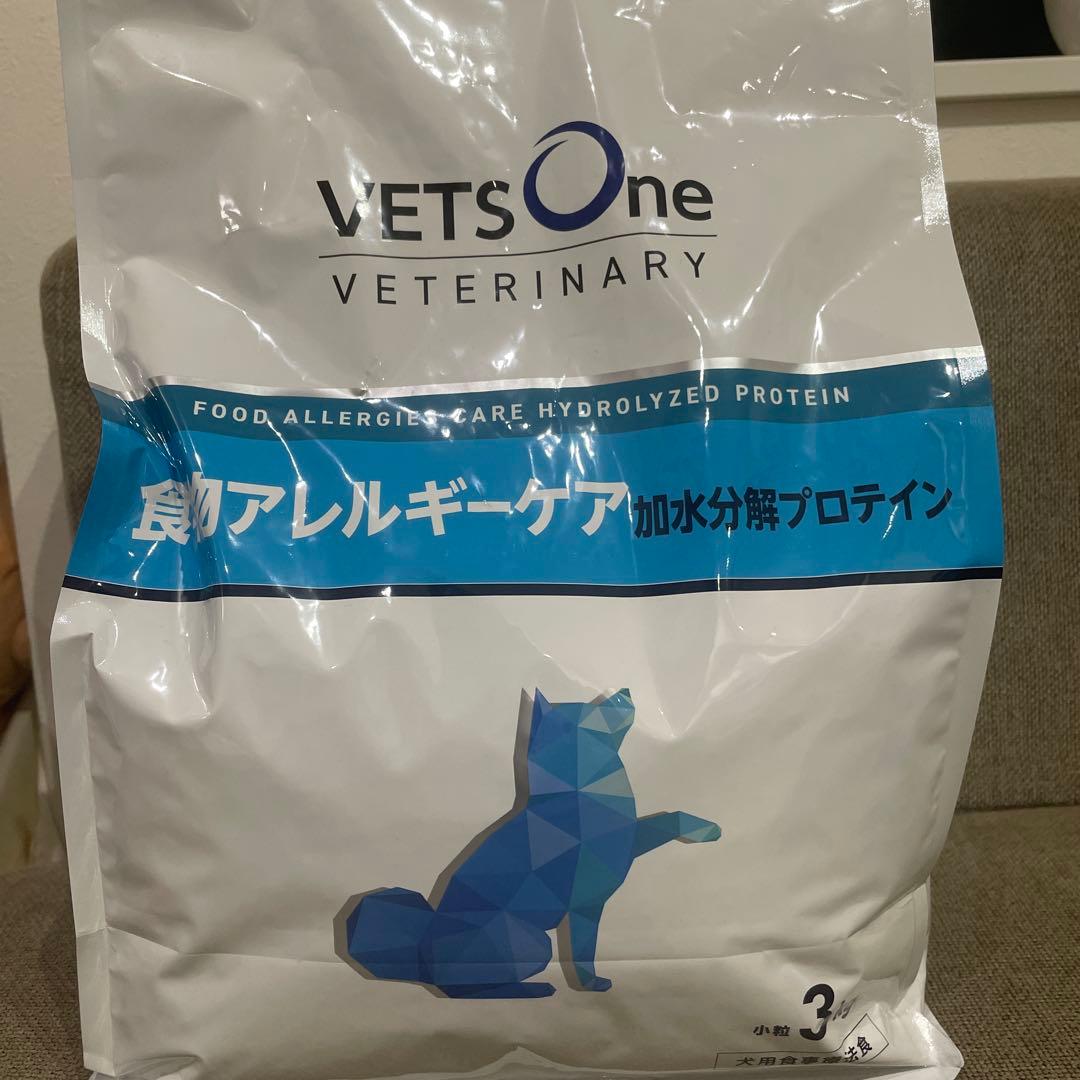 VETSOne
VETERINARY
FOOD ALLERGIES CARE HYDROLYZED PROTEIN
食物アレルギーケア 加水分解プロテイン
小粒 3kg
犬用食事療法食